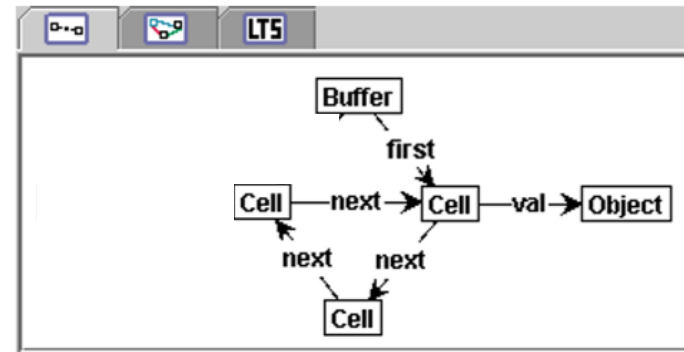 LTS
Buffer
first
Cell next Cell val Object
next next
Cell